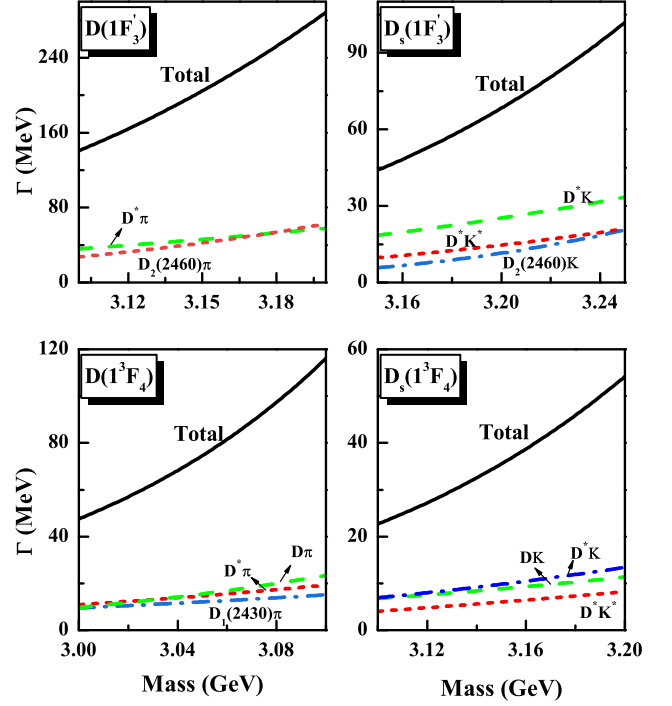 D(1F'₃)
Total
D*π
D₂(2460)π
280
240
160
80
0
3.12
3.15
3.18
Γ (MeV)
Dₛ(1F'₃)
Total
D*K
D*K*
D₂(2460)K
90
60
30
0
3.16
3.20
3.24
D(1³F₄)
Total
Dπ
D*π
D₁(2430)π
120
80
40
0
3.00
3.04
3.08
Γ (MeV)
Mass (GeV)
Dₛ(1³F₄)
Total
DK
D*K
D*K*
60
40
20
0
3.12
3.16
3.20
Mass (GeV)